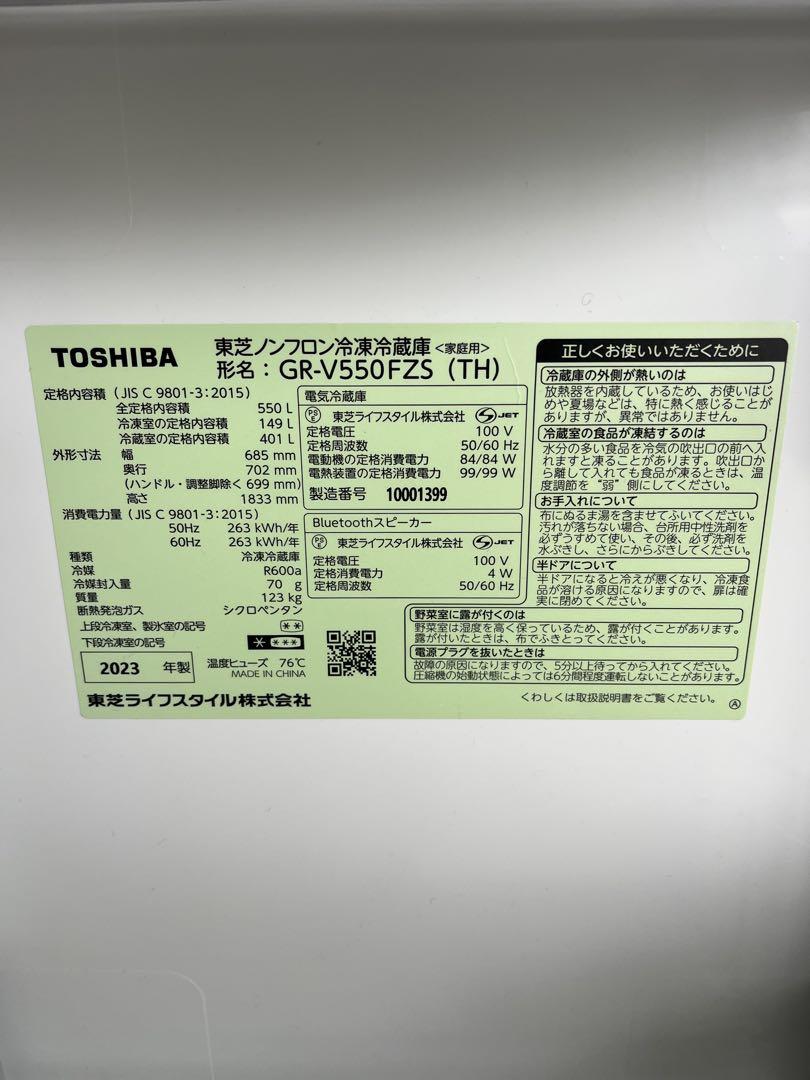 TOSHIBA
東芝ノンフロン冷凍冷蔵庫<家庭用>
形名:GR-V550FZS (TH)
定格内容積 (JIS C 9801-3:2015)
全定格内容積 550 L
冷凍室の定格内容積 149 L
冷蔵室の定格内容積 401 L
外形寸法 幅 685 mm
奥行 702 mm
(ハンドル・調整脚除く 699 mm)
高さ 1833 mm
消費電力量 (JIS C 9801-3:2015)
50Hz 263 kWh/年
60Hz 263 kWh/年
種類 冷凍冷蔵庫
冷媒 R600a
冷媒封入量 70 g
質量 123 kg
断熱発泡ガス シクロペンタン
上段冷凍室、製氷室の記号 **
下段冷凍室の記号 * ***
2023 年製
温度ヒューズ 76℃
MADE IN CHINA
東芝ライフスタイル株式会社
電気冷蔵庫
PSE 東芝ライフスタイル株式会社 JET
定格電圧 100 V
定格周波数 50/60 Hz
電動機の定格消費電力 84/84 W
電熱装置の定格消費電力 99/99 W
製造番号 10001399
Bluetoothスピーカー
PSE 東芝ライフスタイル株式会社 JET
定格電圧 100 V
定格消費電力 4 W
定格周波数 50/60 Hz
正しくお使いいただくために
冷蔵庫の外側が熱いのは
放熱器を内蔵しているため、お使いはじ
めや夏場などは、特に熱く感じることが
ありますが、異常ではありません。
冷蔵室の食品が凍結するのは
水分の多い食品を冷気の吹出口の前へ入
れますと凍ることがあります。吹出口か
ら離して入れても食品が凍るときは、温
度調節を"弱"側にしてください。
お手入れについて
布にぬるま湯を含ませてふいてください。
汚れが落ちない場合、台所用中性洗剤を
必ずうすめて使い、その後、必ず洗剤を
水ぶきし、さらにからぶきしてください。
半ドアについて
半ドアになると冷えが悪くなり、冷凍食
品が溶ける原因になりますので、扉は確
実に閉めてください。
野菜室に露が付くのは
野菜室は湿度を高く保っているため、露が付くことがあります。
露が付いたときは、布でふきとってください。
電源プラグを抜いたときは
故障の原因になりますので、5分以上待ってから入れてください。
圧縮機の始動状態によっては6分間程度運転しないことがあります。
くわしくは取扱説明書をご覧ください。 Ⓐ